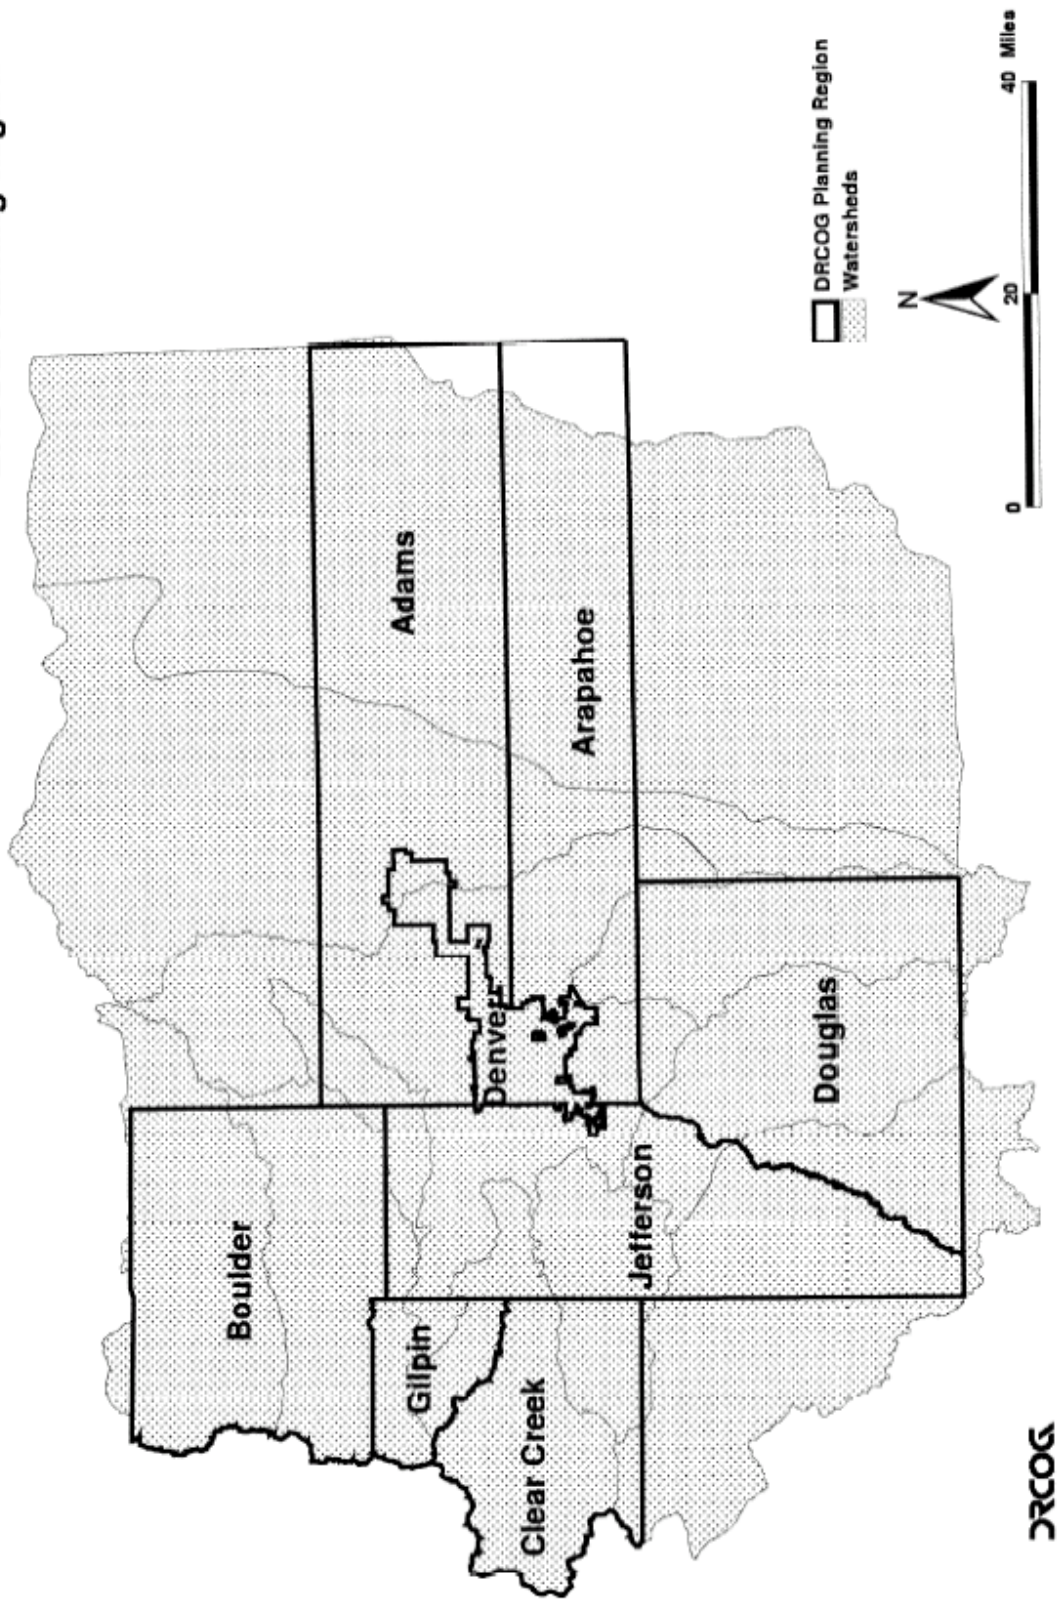 Boulder
Gilpin
Clear Creek
Jefferson
Denver
Adams
Arapahoe
Douglas
DRCOG Planning Region
Watersheds
N
0 20 40 Miles
DRCOG